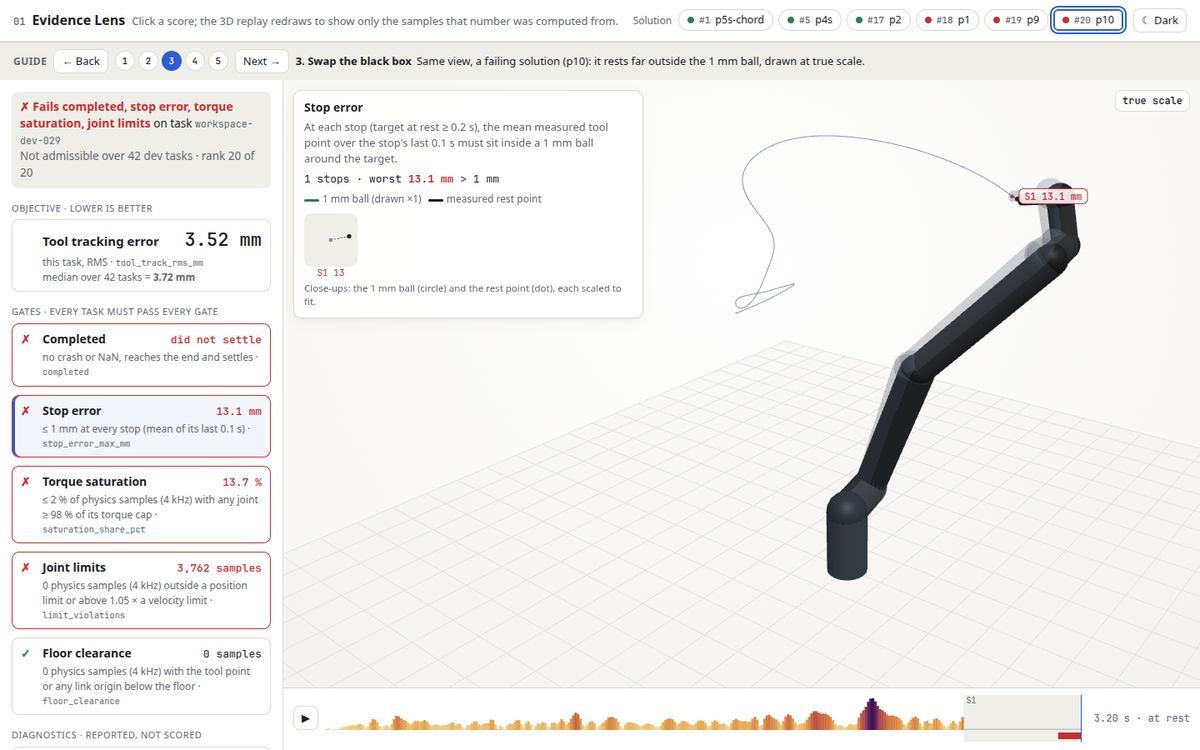 01 Evidence Lens Click a score; the 3D replay redraws to show only the samples that number was computed from. Solution #1 p5s-chord #5 p4s #17 p2 #18 p1 #19 p9 #20 p10 ☾ Dark
GUIDE ← Back 1 2 3 4 5 Next → 3. Swap the black box Same view, a failing solution (p10): it rests far outside the 1 mm ball, drawn at true scale.
✗ Fails completed, stop error, torque
saturation, joint limits on task workspace-
dev-029
Not admissible over 42 dev tasks · rank 20 of
20
OBJECTIVE · LOWER IS BETTER
Tool tracking error 3.52 mm
this task, RMS · tool_track_rms_mm
median over 42 tasks = 3.72 mm
GATES · EVERY TASK MUST PASS EVERY GATE
✗ Completed did not settle
no crash or NaN, reaches the end and settles ·
completed
✗ Stop error 13.1 mm
≤ 1 mm at every stop (mean of its last 0.1 s) ·
stop_error_max_mm
✗ Torque saturation 13.7 %
≤ 2 % of physics samples (4 kHz) with any joint
≥ 98 % of its torque cap ·
saturation_share_pct
✗ Joint limits 3,762 samples
0 physics samples (4 kHz) outside a position
limit or above 1.05 × a velocity limit ·
limit_violations
✓ Floor clearance 0 samples
0 physics samples (4 kHz) with the tool point
or any link origin below the floor ·
floor_clearance
DIAGNOSTICS · REPORTED, NOT SCORED
Stop error
At each stop (target at rest ≥ 0.2 s), the mean measured tool
point over the stop's last 0.1 s must sit inside a 1 mm ball
around the target.
1 stops · worst 13.1 mm > 1 mm
1 mm ball (drawn ×1) measured rest point
S1 13
Close-ups: the 1 mm ball (circle) and the rest point (dot), each scaled to
fit.
true scale
S1 13.1 mm
S1
▶ 3.20 s · at rest